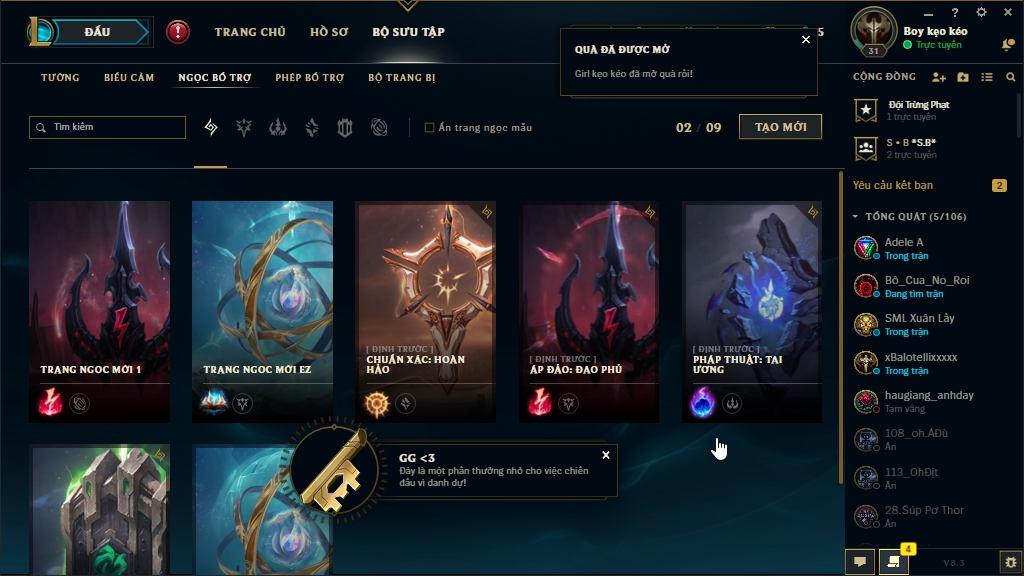 ĐẤU
TRANG CHỦ
HỒ SƠ
BỘ SƯU TẬP
QUÀ ĐÃ ĐƯỢC MỞ
Girl kẹo kéo đã mở quà rồi!
31
Boy kẹo kéo
Trực tuyến
TƯỚNG
BIỂU CẢM
NGỌC BỔ TRỢ
PHÉP BỔ TRỢ
BỘ TRANG BỊ
CỘNG ĐỒNG
Tìm kiếm
Ẩn trang ngọc mẫu
02 / 09
TẠO MỚI
Đội Trừng Phạt
1 trực tuyến
S • B *S.B*
2 trực tuyến
Yêu cầu kết bạn
2
TỔNG QUÁT (5/106)
Adele A
Trong trận
Bô_Cua_No_Roi
Đang tìm trận
SML Xuân Lầy
Trong trận
xBalotellixxxxx
Trong trận
haugiang_anhday
Tạm vắng
108_oh.ÁĐù
Ẩn
113_OhĐịt
Ẩn
28.Súp Pơ Thor
Ẩn
TRANG NGỌC MỚI 1
TRANG NGỌC MỚI EZ
[ ĐỊNH TRƯỚC ]
CHUẨN XÁC: HOÀN
HẢO
[ ĐỊNH TRƯỚC ]
ÁP ĐẢO: ĐAO PHỦ
[ ĐỊNH TRƯỚC ]
PHÁP THUẬT: TAI
ƯƠNG
GG <3
Đây là một phần thưởng nhỏ cho việc chiến
đấu vì danh dự!
4
V8.3